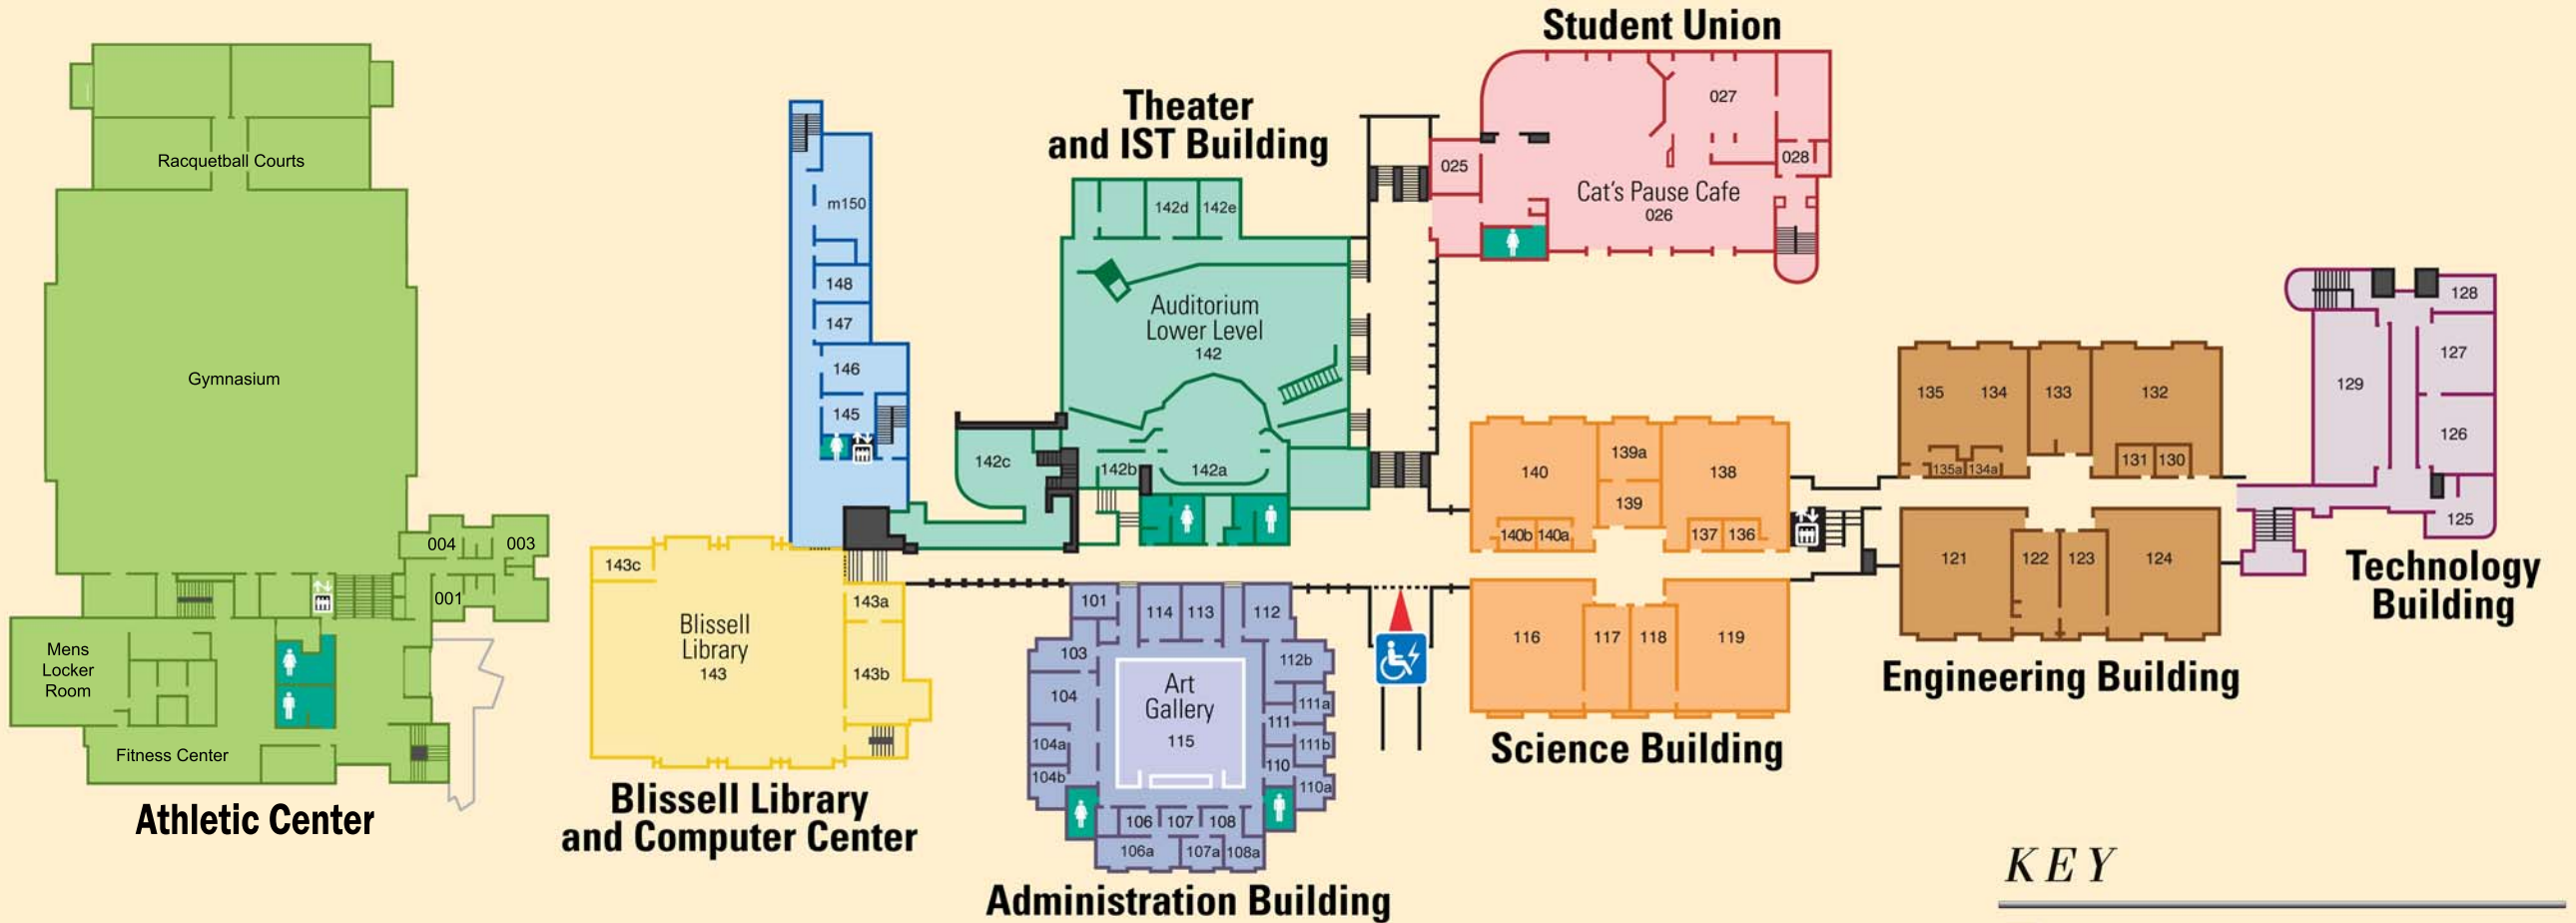 Student Union
027
025
028
Cat's Pause Cafe
026
Theater
and IST Building
142d
142e
Auditorium
Lower Level
142
142c
142b
142a
Racquetball Courts
Gymnasium
004
003
001
Mens
Locker
Room
Fitness Center
Athletic Center
m150
148
147
146
145
143c
143a
Blissell
Library
143
143b
Blissell Library
and Computer Center
101
114
113
112
103
112b
104
111a
Art
Gallery
115
111
104a
111b
110
104b
110a
106
107
108
106a
107a
108a
Administration Building
140
139a
138
139
140b
140a
137
136
116
117
118
119
Science Building
135
134
133
132
135a
134a
131
130
121
122
123
124
Engineering Building
128
127
129
126
125
Technology
Building
KEY